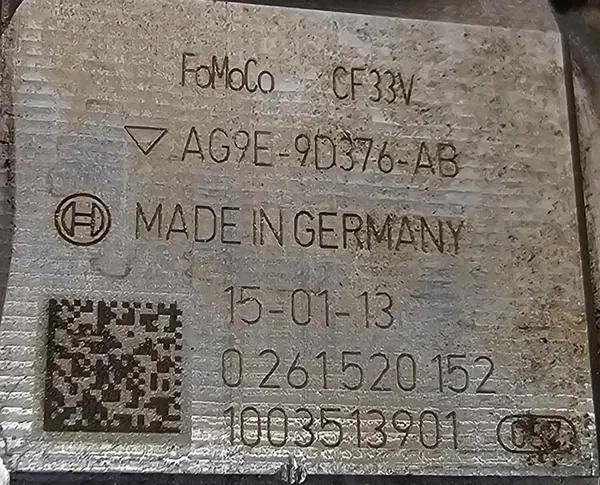 FoMoCo CF33V
AG9E-9D376-AB
MADE IN GERMANY
15-01-13
0 261 520 152
1003513901